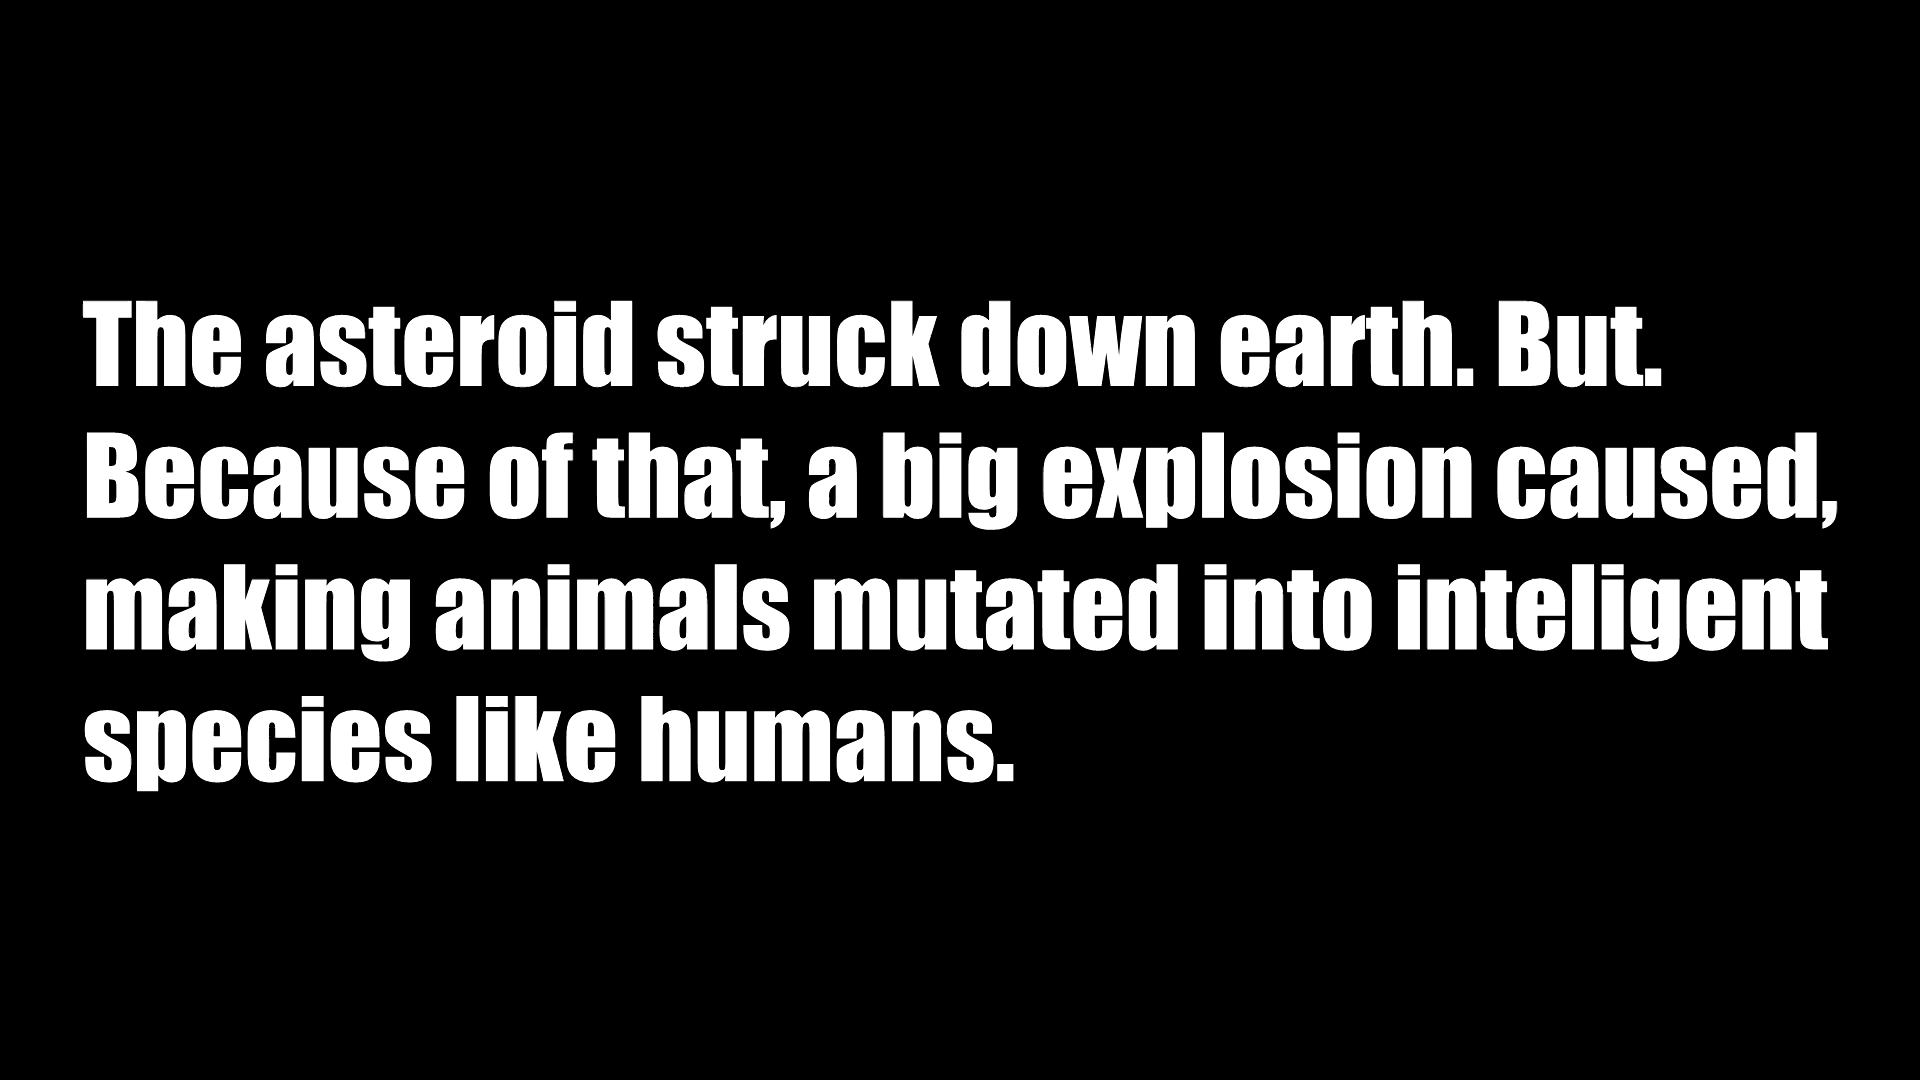 The asteroid struck down earth. But.
Because of that, a big explosion caused,
making animals mutated into inteligent
species like humans.